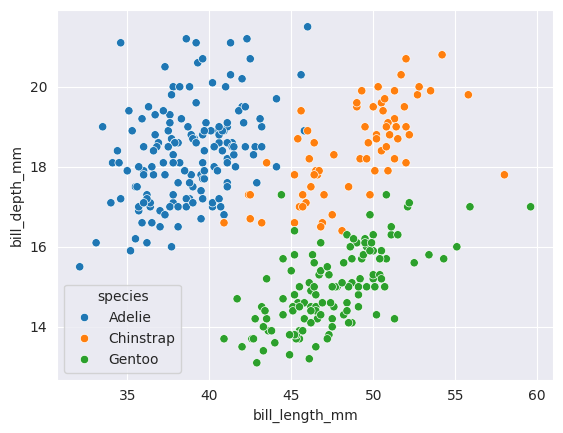 20
18
16
14
bill_depth_mm
species
Adelie
Chinstrap
Gentoo
35 40 45 50 55 60
bill_length_mm